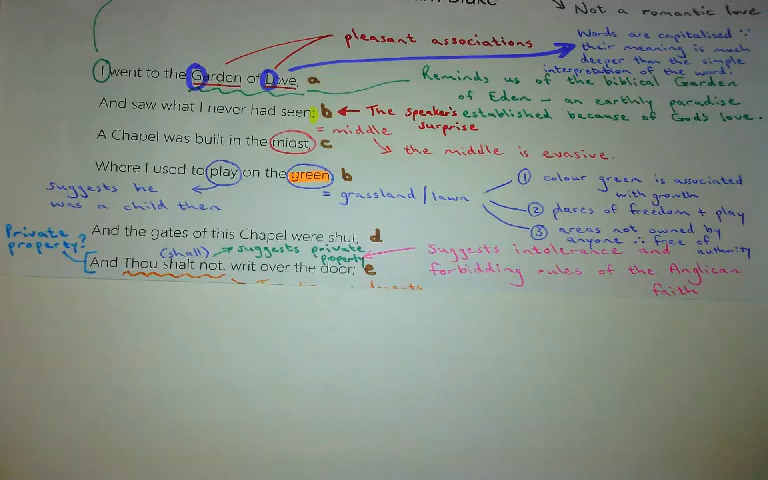 Not a romantic love
pleasant associations
Words are capitalised ∵
their meaning is much
deeper than the simple
interpretation of the word.
I went to the Garden of Love, a
Reminds us of the biblical Garden
of Eden – an earthly paradise
established because of Gods love.
And saw what I never had seen; b ← The speaker's
surprise
A Chapel was built in the midst, c
= middle
the middle is evasive.
Where I used to play on the green. b
suggests he
was a child then
= grassland / lawn
① colour green is associated
with growth
② places of freedom + play
③ areas not owned by
anyone ∴ free of
authority
And the gates of this Chapel were shut, d
Private
property?
(shall) → suggests private
property
And Thou shalt not. writ over the door; e
Suggests intolerance and
forbidding rules of the Anglican
faith